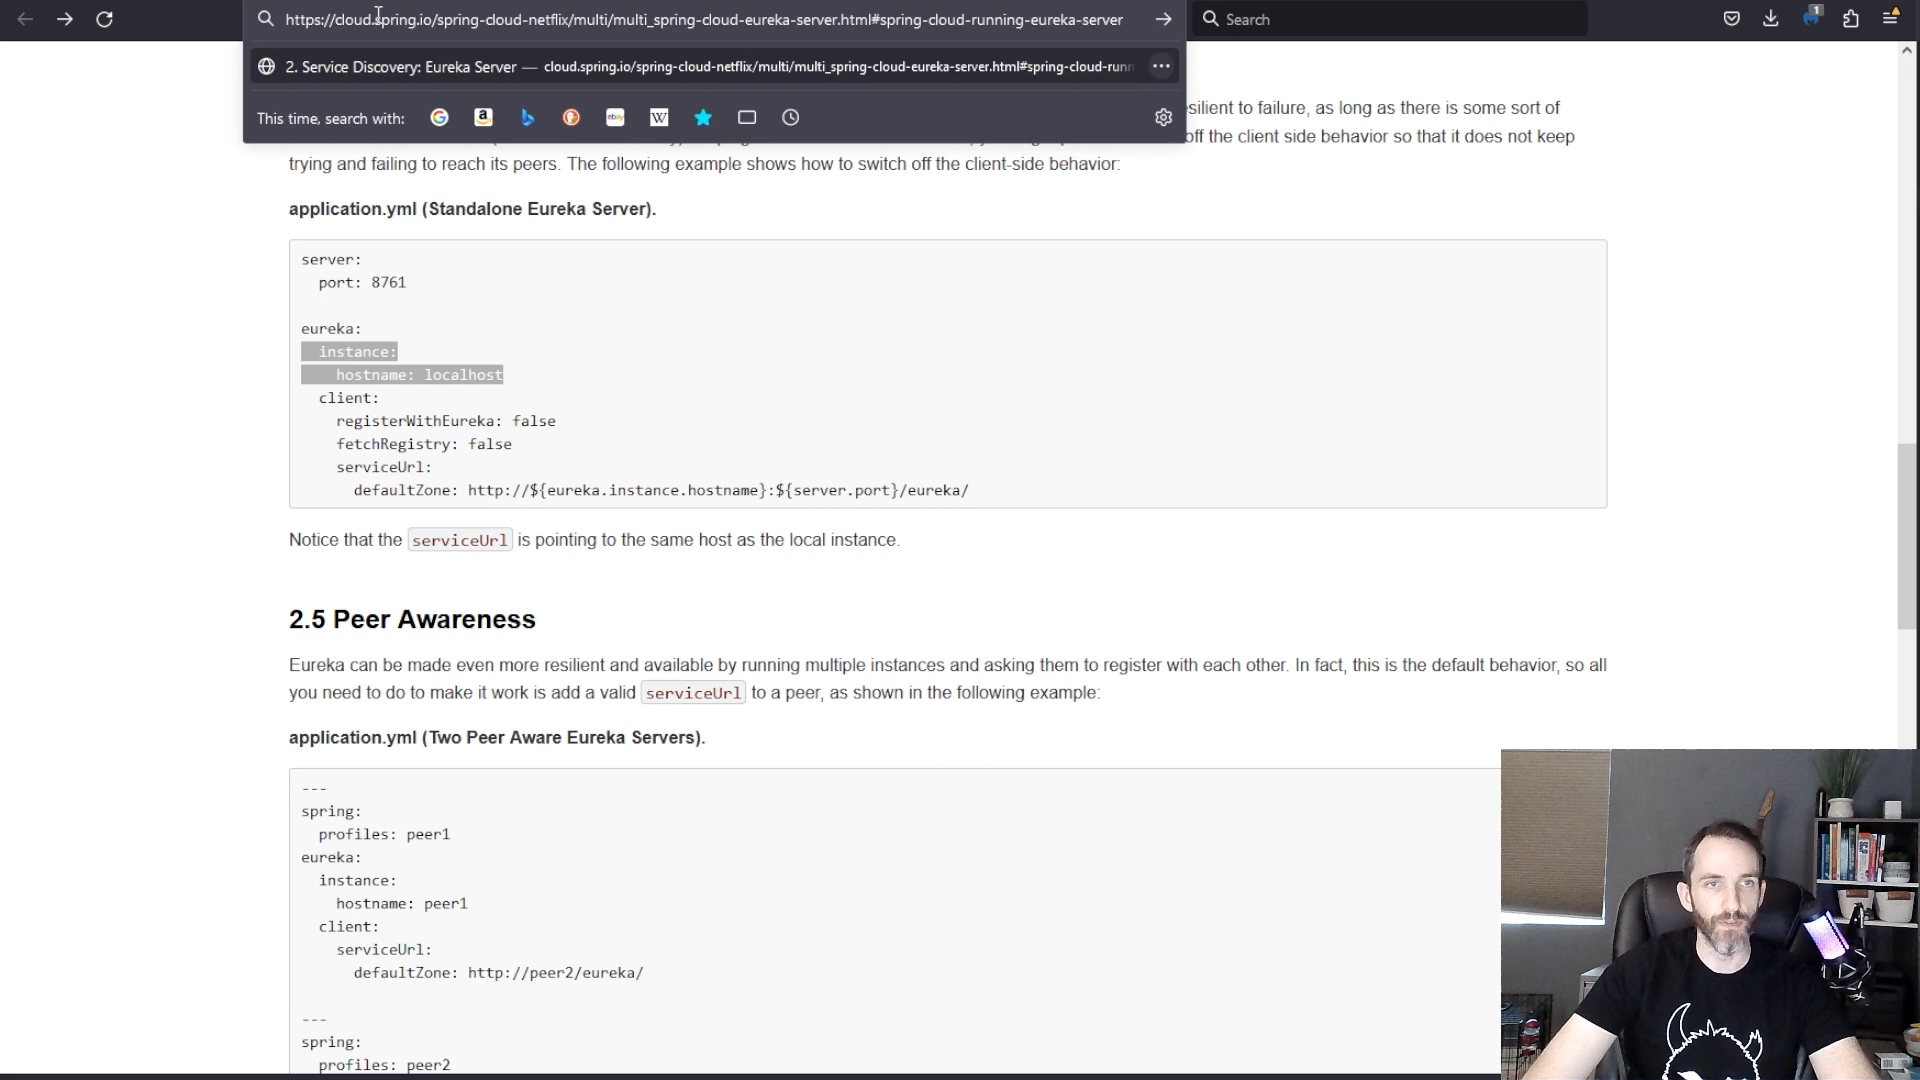 https://cloud.spring.io/spring-cloud-netflix/multi/multi_spring-cloud-eureka-server.html#spring-cloud-running-eureka-server
Search
1
2. Service Discovery: Eureka Server — cloud.spring.io/spring-cloud-netflix/multi/multi_spring-cloud-eureka-server.html#spring-cloud-runn
This time, search with:
silient to failure, as long as there is some sort of
off the client side behavior so that it does not keep
trying and failing to reach its peers. The following example shows how to switch off the client-side behavior:
application.yml (Standalone Eureka Server).
server:
port: 8761
eureka:
instance:
hostname: localhost
client:
registerWithEureka: false
fetchRegistry: false
serviceUrl:
defaultZone: http://${eureka.instance.hostname}:${server.port}/eureka/
Notice that the serviceUrl is pointing to the same host as the local instance.
2.5 Peer Awareness
Eureka can be made even more resilient and available by running multiple instances and asking them to register with each other. In fact, this is the default behavior, so all
you need to do to make it work is add a valid serviceUrl to a peer, as shown in the following example:
application.yml (Two Peer Aware Eureka Servers).
---
spring:
profiles: peer1
eureka:
instance:
hostname: peer1
client:
serviceUrl:
defaultZone: http://peer2/eureka/
---
spring:
profiles: peer2